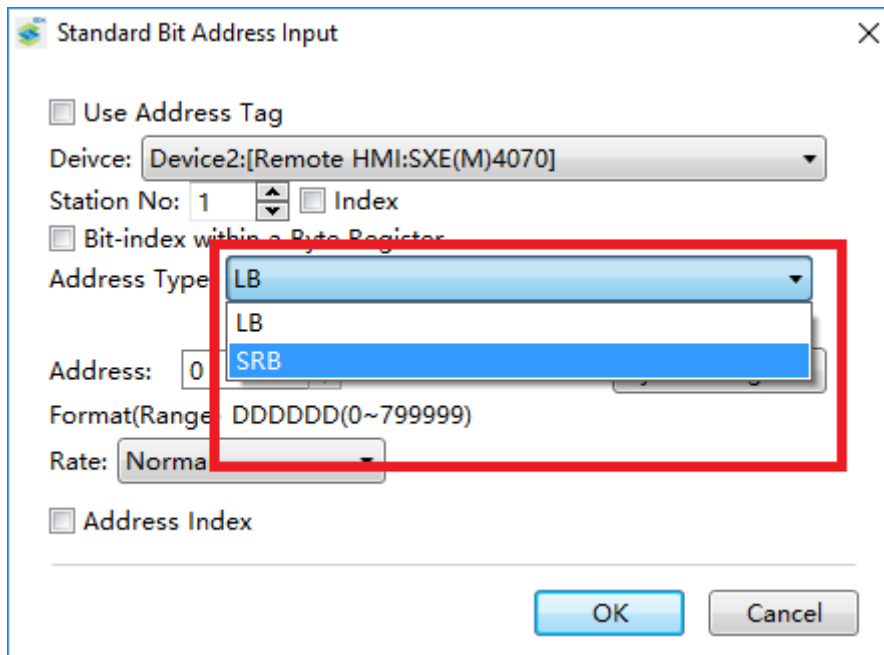 Standard Bit Address Input
Use Address Tag
Deivce: Device2:[Remote HMI:SXE(M)4070]
Station No: 1 Index
Bit-index within a Byte Register
Address Type LB
LB
SRB
Address: 0
Format(Range DDDDDD(0~799999)
Rate: Norma
Address Index
OK Cancel